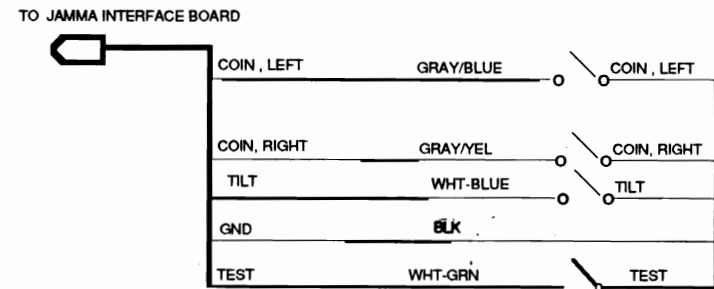 TO JAMMA INTERFACE BOARD
COIN , LEFT GRAY/BLUE COIN , LEFT
COIN, RIGHT GRAY/YEL COIN, RIGHT
TILT WHT-BLUE TILT
GND BLK
TEST WHT-GRN TEST